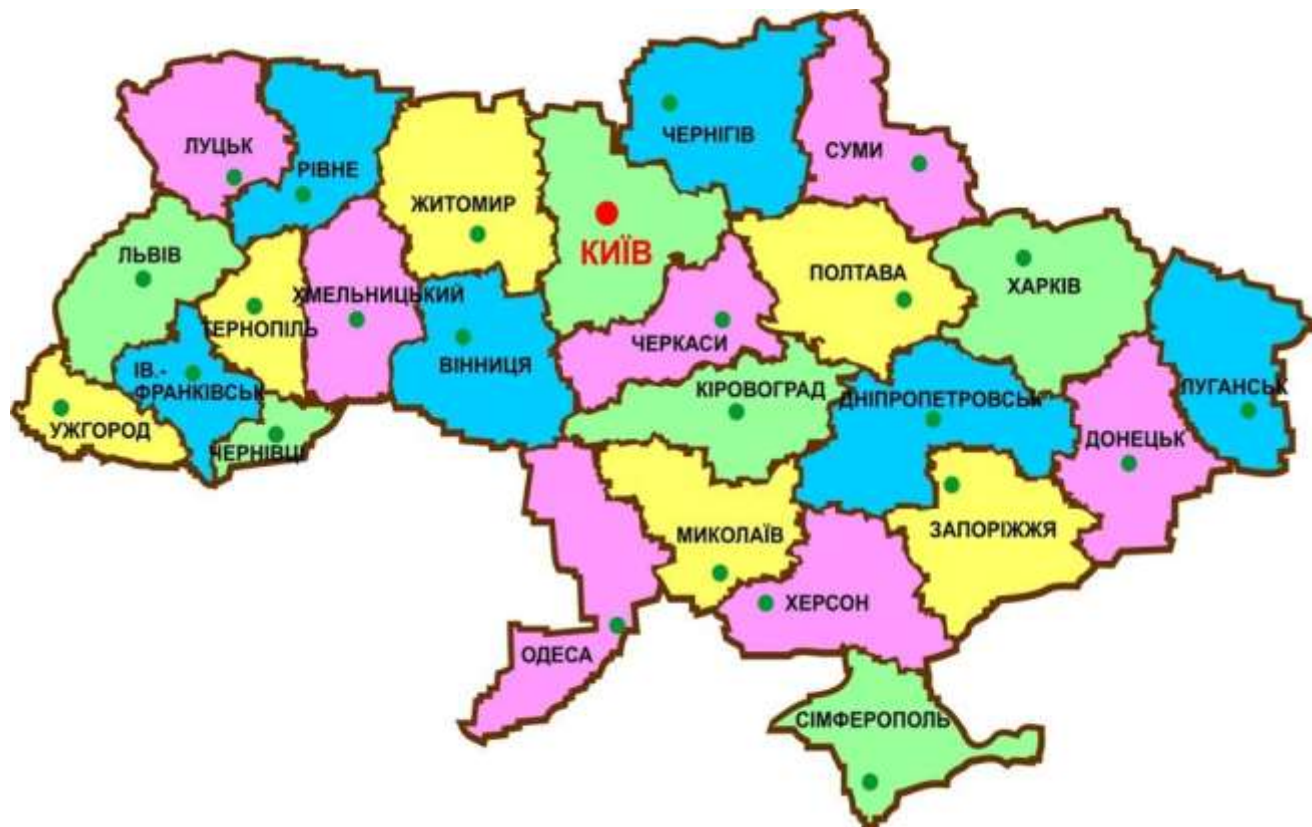 ЧЕРНІГІВ
СУМИ
ЛУЦЬК
РІВНЕ
ЖИТОМИР
КИЇВ
ЛЬВІВ
ПОЛТАВА
ХАРКІВ
ХМЕЛЬНИЦЬКИЙ
ТЕРНОПІЛЬ
ЧЕРКАСИ
ВІННИЦЯ
ІВ.-
ФРАНКІВСЬК
КІРОВОГРАД
ДНІПРОПЕТРОВСЬК
ЛУГАНСЬК
УЖГОРОД
ЧЕРНІВЦІ
ДОНЕЦЬК
МИКОЛАЇВ
ЗАПОРІЖЖЯ
ХЕРСОН
ОДЕСА
СІМФЕРОПОЛЬ